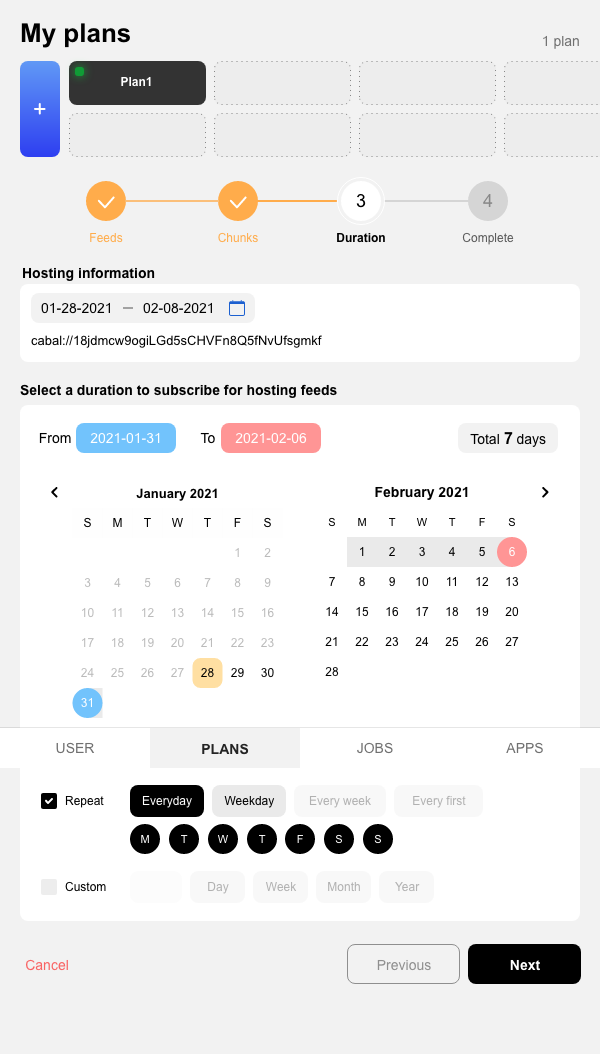 My plans
1 plan
+
Plan1
3
4
Feeds
Chunks
Duration
Complete
Hosting information
01-28-2021 — 02-08-2021
cabal://18jdmcw9ogiLGd5sCHVFn8Q5fNvUfsgmkf
Select a duration to subscribe for hosting feeds
From 2021-01-31 To 2021-02-06 Total 7 days
January 2021
S M T W T F S
1 2
3 4 5 6 7 8 9
10 11 12 13 14 15 16
17 18 19 20 21 22 23
24 25 26 27 28 29 30
31
February 2021
S M T W T F S
1 2 3 4 5 6
7 8 9 10 11 12 13
14 15 16 17 18 19 20
21 22 23 24 25 26 27
28
USER PLANS JOBS APPS
Repeat Everyday Weekday Every week Every first
M T W T F S S
Custom Day Week Month Year
Cancel Previous Next